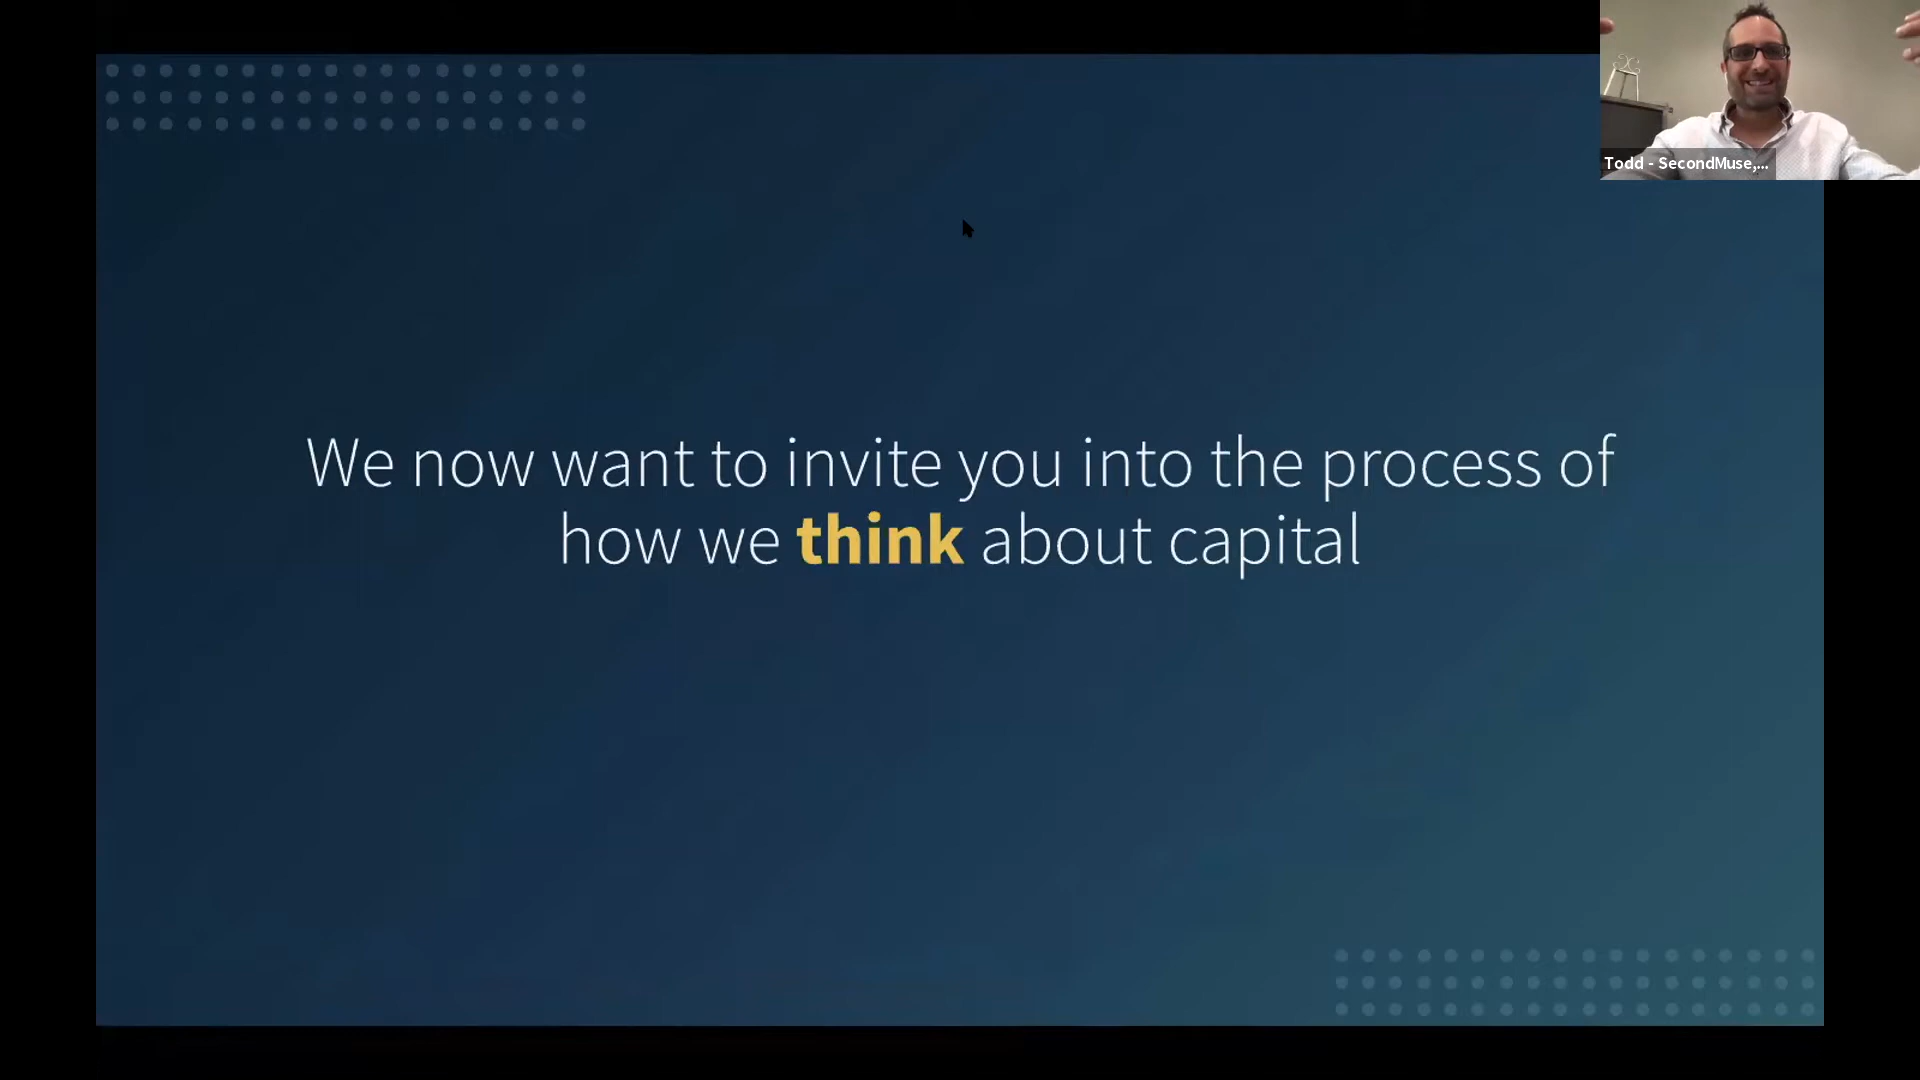 Todd - SecondMuse,...
We now want to invite you into the process of
how we think about capital